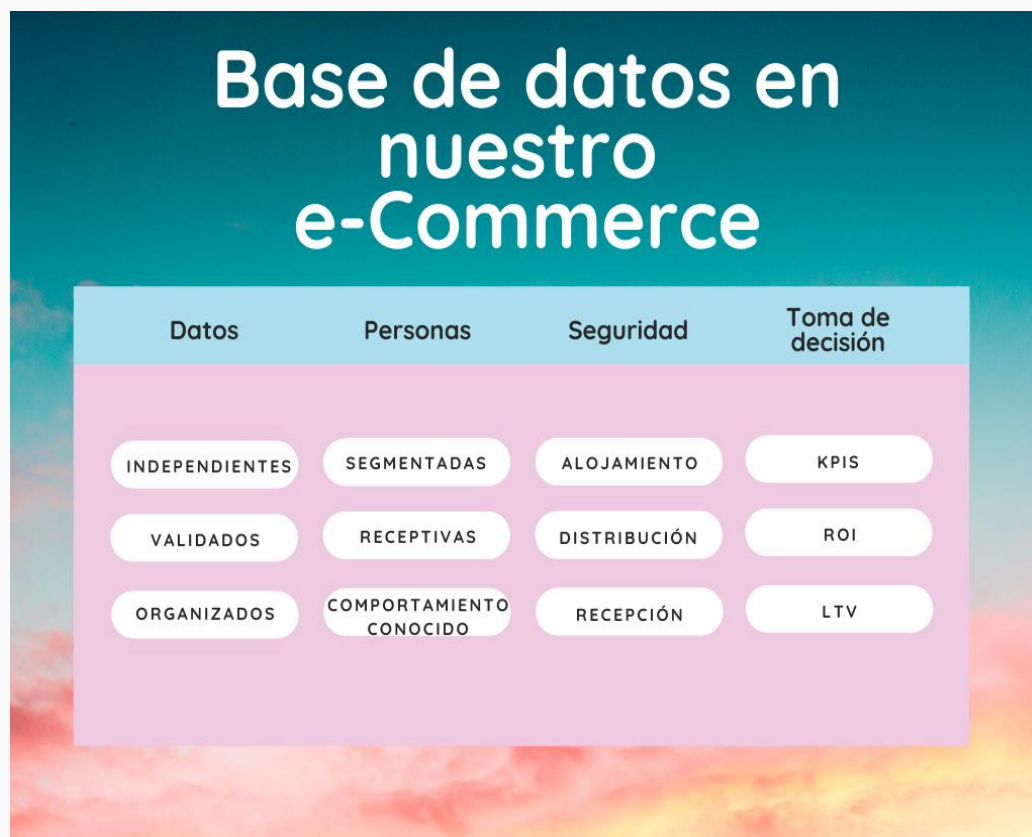 Base de datos en
nuestro
e-Commerce
Datos
Personas
Seguridad
Toma de
decisión
INDEPENDIENTES
SEGMENTADAS
ALOJAMIENTO
KPIS
VALIDADOS
RECEPTIVAS
DISTRIBUCIÓN
ROI
ORGANIZADOS
COMPORTAMIENTO
CONOCIDO
RECEPCIÓN
LTV